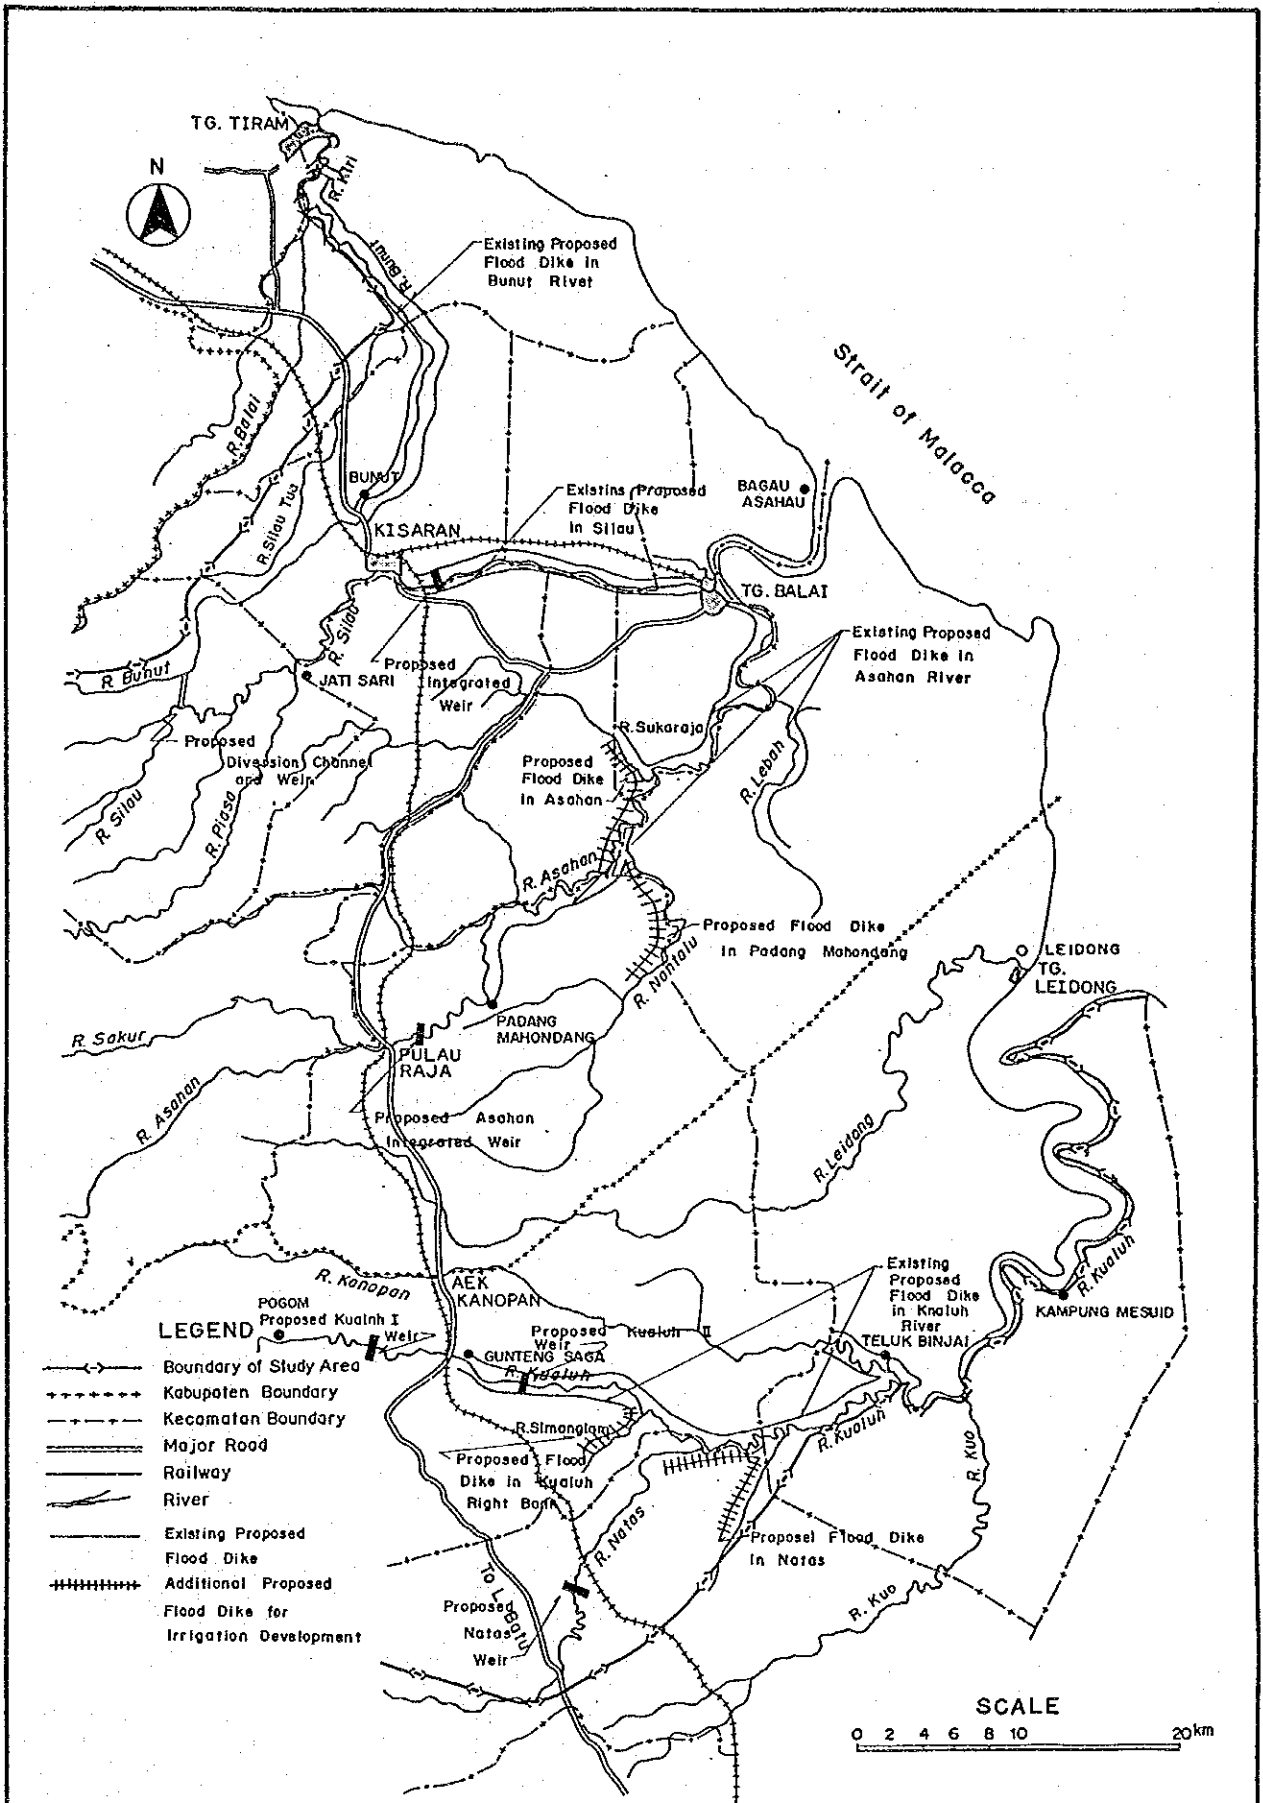 TG. TIRAM
N
R. Kiri
R. Bunut
Existing Proposed
Flood Dike in
Bunut Rivet
Strait of Malacca
R. Balai
BUNUT
R. Silau Tua
KISARAN
Existins Proposed
Flood Dike
in Silau
BAGAU
ASAHAU
TG. BALAI
R. Silau
R. Bunut
JATI SARI
Proposed
Integrated
Weir
Existing Proposed
Flood Dike in
Asahan River
R. Sukaraja
Proposed
Diversion Channel
and Weir
Proposed
Flood Dike
in Asahan
R. Lebah
R. Silau
R. Piasa
R. Asahan
Proposed Flood Dike
in Padang Mahondang
R. Nantalu
LEIDONG
TG.
LEIDONG
R. Sakur
PADANG
MAHONDANG
PULAU
RAJA
R. Asahan
Proposed Asahan
Integrated Weir
R. Leidong
R. Kanopan
AEK
KANOPAN
Existing
Proposed
Flood Dike
in Knaluh
River
R. Kualuh
KAMPUNG MESUID
POGOM
Proposed Kualnh I
Weir
Proposed Kualuh II
Weir
TELUK BINJAI
GUNTENG SAGA
R. Kualuh
R. Simanglam
R. Kualuh
Proposed Flood
Dike in Kualuh
Right Bank
R. Kuo
R. Natas
Proposel Flood Dike
in Natas
R. Kuo
To L. Batu
Proposed
Natas
Weir
LEGEND
Boundary of Study Area
Kabupaten Boundary
Kecamatan Boundary
Major Road
Railway
River
Existing Proposed
Flood Dike
Additional Proposed
Flood Dike for
Irrigation Development
SCALE
0 2 4 6 8 10 20km